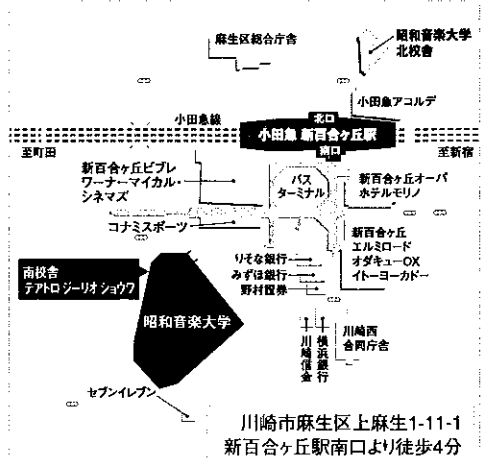 麻生区総合庁舎
昭和音楽大学
北校舎
小田急アコルデ
北口
小田急線
小田急 新百合ヶ丘駅
南口
至町田
至新宿
新百合ヶ丘ビブレ
ワーナーマイカル・
シネマズ
バス
ターミナル
新百合ヶ丘オーパ
ホテルモリノ
コナミスポーツ
新百合ヶ丘
エルミロード
オダキューOX
イトーヨーカドー
りそな銀行
みずほ銀行
野村證券
南校舎
テアトロ ジーリオ ショウワ
昭和音楽大学
川崎信金
横浜銀行
川崎西
合同庁舎
セブンイレブン
川崎市麻生区上麻生1-11-1
新百合ヶ丘駅南口より徒歩4分